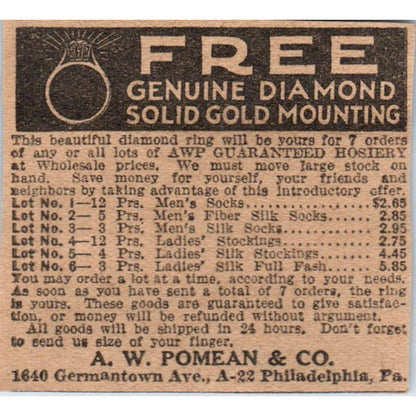 FREE
GENUINE DIAMOND
SOLID GOLD MOUNTING
This beautiful diamond ring will be yours for 7 orders
of any or all lots of AWP GUARANTEED HOSIERY
at Wholesale prices. We must move large stock on
hand. Save money for yourself, your friends and
neighbors by taking advantage of this introductory offer.
Lot No. 1—12 Prs. Men's Socks $2.65
Lot No. 2— 5 Prs. Men's Fiber Silk Socks 2.85
Lot No. 3— 3 Prs. Men's Silk Socks 2.95
Lot No. 4—12 Prs. Ladies' Stockings 2.75
Lot No. 5— 4 Prs. Ladies' Silk Stockings 4.45
Lot No. 6— 3 Prs. Ladies' Silk Full Fash 5.85
You may order a lot at a time, according to your needs.
As soon as you have sent a total of 7 orders, the ring
is yours. These goods are guaranteed to give satisfac-
tion, or money will be refunded without argument.
All goods will be shipped in 24 hours. Don't forget
to send us size of your finger.
A. W. POMEAN & CO.
1640 Germantown Ave., A-22 Philadelphia, Pa.